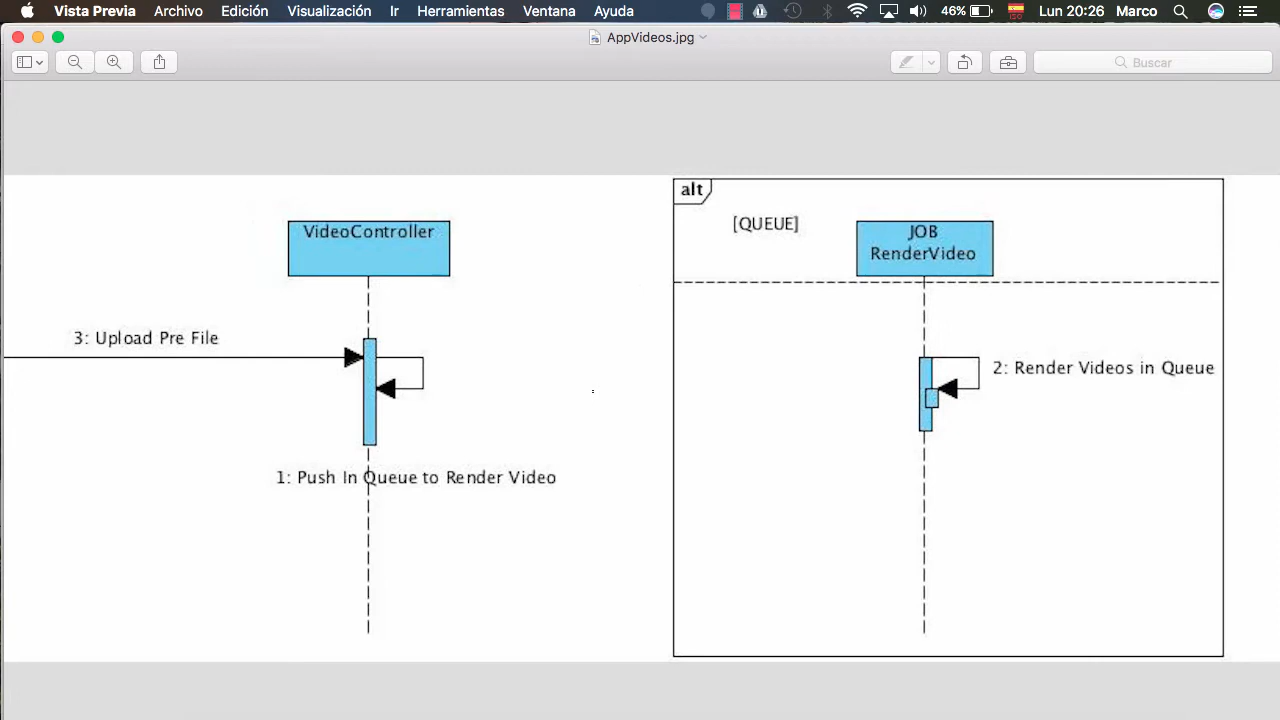 Vista Previa Archivo Edición Visualización Ir Herramientas Ventana Ayuda 46% Lun 20:26 Marco
AppVideos.jpg
Buscar
alt
VideoController
[QUEUE]
JOB
RenderVideo
3: Upload Pre File
2: Render Videos in Queue
1: Push In Queue to Render Video